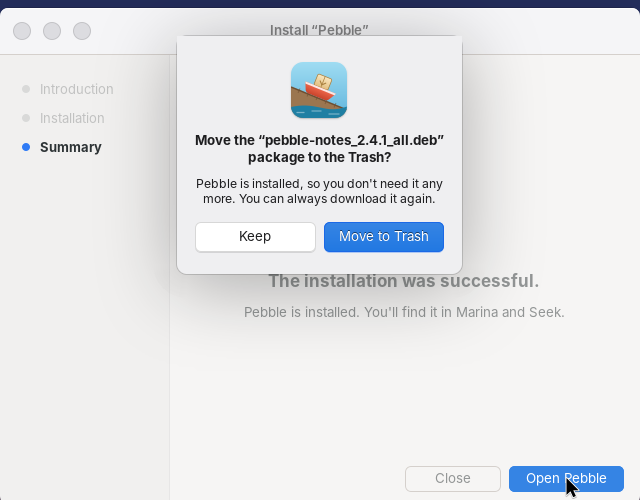 Install “Pebble”
Introduction
Installation
Summary
Move the “pebble-notes_2.4.1_all.deb”
package to the Trash?
Pebble is installed, so you don't need it any
more. You can always download it again.
Keep
Move to Trash
The installation was successful.
Pebble is installed. You'll find it in Marina and Seek.
Close
Open Pebble